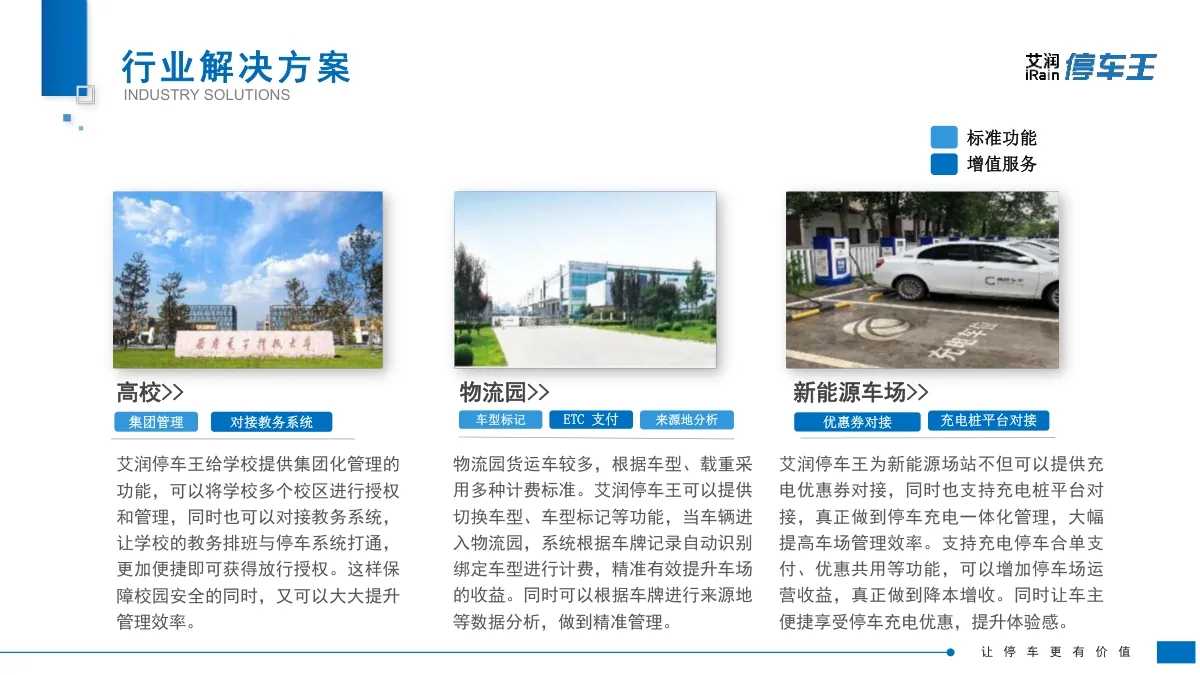 行业解决方案
INDUSTRY SOLUTIONS
艾润
iRain
停车王
标准功能
增值服务
西安电子科技大学
充电车位
高校>>
集团管理
对接教务系统
艾润停车王给学校提供集团化管理的
功能，可以将学校多个校区进行授权
和管理，同时也可以对接教务系统，
让学校的教务排班与停车系统打通，
更加便捷即可获得放行授权。这样保
障校园安全的同时，又可以大大提升
管理效率。
物流园>>
车型标记
ETC 支付
来源地分析
物流园货运车较多，根据车型、载重采
用多种计费标准。艾润停车王可以提供
切换车型、车型标记等功能，当车辆进
入物流园，系统根据车牌记录自动识别
绑定车型进行计费，精准有效提升车场
的收益。同时可以根据车牌进行来源地
等数据分析，做到精准管理。
新能源车场>>
优惠券对接
充电桩平台对接
艾润停车王为新能源场站不但可以提供充
电优惠券对接，同时也支持充电桩平台对
接，真正做到停车充电一体化管理，大幅
提高车场管理效率。支持充电停车合单支
付、优惠共用等功能，可以增加停车场运
营收益，真正做到降本增收。同时让车主
便捷享受停车充电优惠，提升体验感。
让停车更有价值